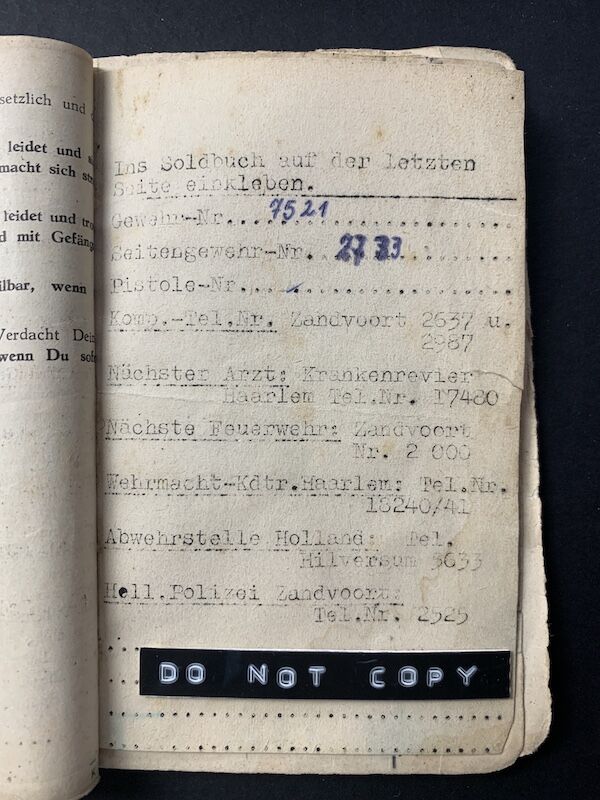 setzlich und
leidet und
macht sich
leidet und
d mit
ilbar, wenn
Verdacht
wenn Du
Ins Soldbuch auf der letzten
Seite einkleben.
Gewehr-Nr. 7521
Seitengewehr-Nr. 2733
Pistole-Nr.
Komp.-Tel.Nr. Zandvoort 2637 u.
2987
Nächster Arzt: Krankenrevier
Haarlem Tel.Nr. 17480
Nächste Feuerwehr: Zandvoort
Nr. 2 000
Wehrmacht-Kdtr.Haarlem: Tel.Nr.
18240/41
Abwehrstelle Holland: Tel.
Hilversum 3633
Holl.Polizei Zandvoort:
Tel.Nr. 2525
DO NOT COPY